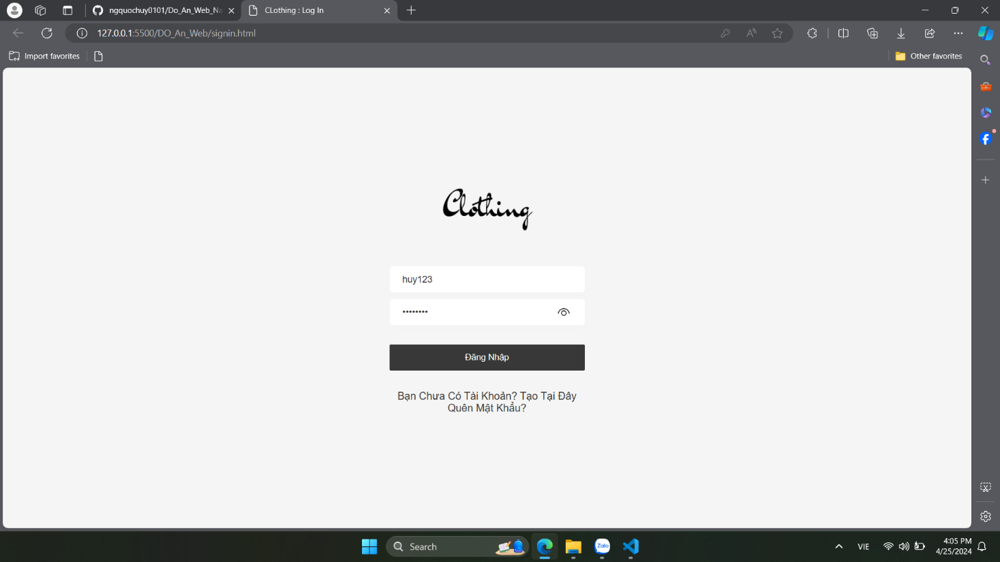 ngquochuy0101/Do_An_Web_Na
CLothing : Log In
127.0.0.1:5500/DO_An_Web/signin.html
Import favorites
Other favorites
Clothing
huy123
••••••••
Đăng Nhập
Bạn Chưa Có Tài Khoản? Tạo Tại Đây
Quên Mật Khẩu?
Search
Zalo
VIE
4:05 PM
4/25/2024